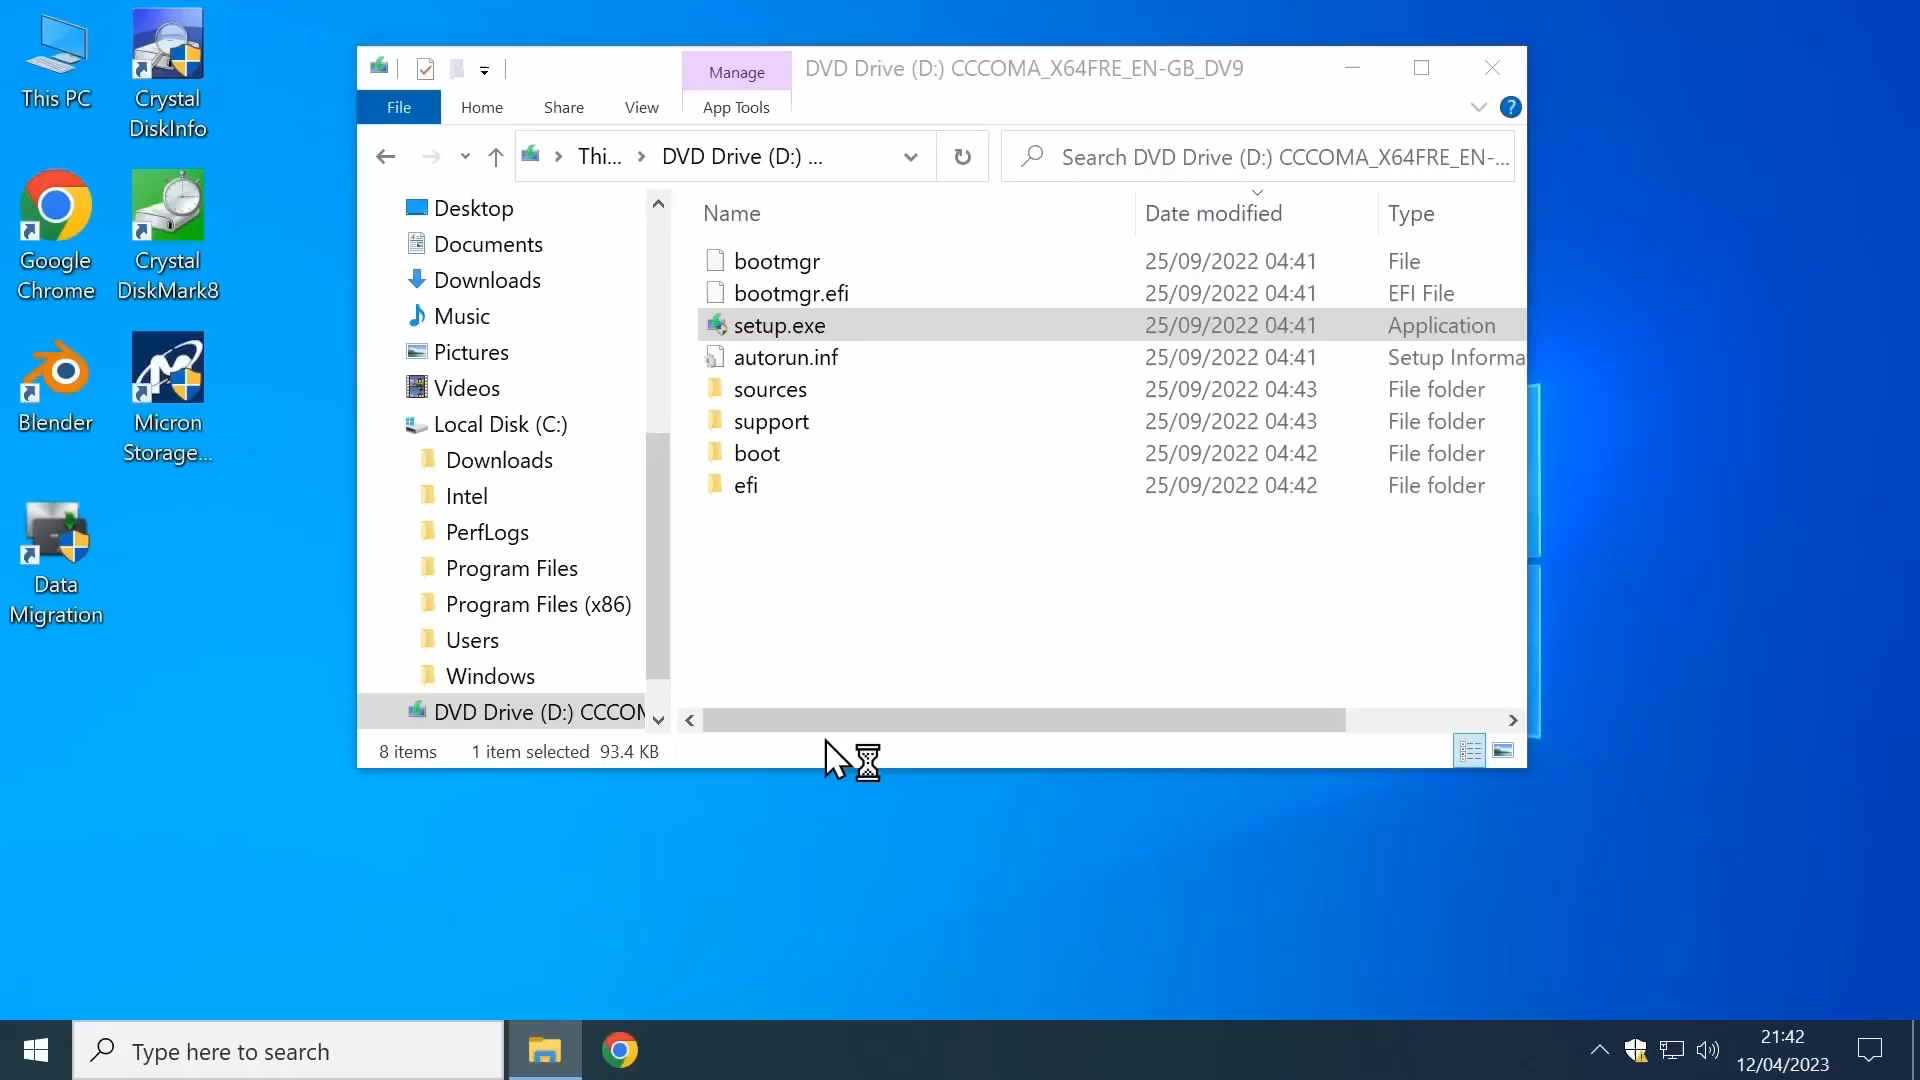 This PC
Crystal
DiskInfo
Google
Chrome
Crystal
DiskMark8
Blender
Micron
Storage...
Data
Migration
Manage
DVD Drive (D:) CCCOMA_X64FRE_EN-GB_DV9
File
Home
Share
View
App Tools
?
Thi...
DVD Drive (D:) ...
Search DVD Drive (D:) CCCOMA_X64FRE_EN-...
Desktop
Documents
Downloads
Music
Pictures
Videos
Local Disk (C:)
Downloads
Intel
PerfLogs
Program Files
Program Files (x86)
Users
Windows
DVD Drive (D:) CCCOM
Name Date modified Type
bootmgr 25/09/2022 04:41 File
bootmgr.efi 25/09/2022 04:41 EFI File
setup.exe 25/09/2022 04:41 Application
autorun.inf 25/09/2022 04:41 Setup Informa
sources 25/09/2022 04:43 File folder
support 25/09/2022 04:43 File folder
boot 25/09/2022 04:42 File folder
efi 25/09/2022 04:42 File folder
8 items 1 item selected 93.4 KB
Type here to search
21:42
12/04/2023